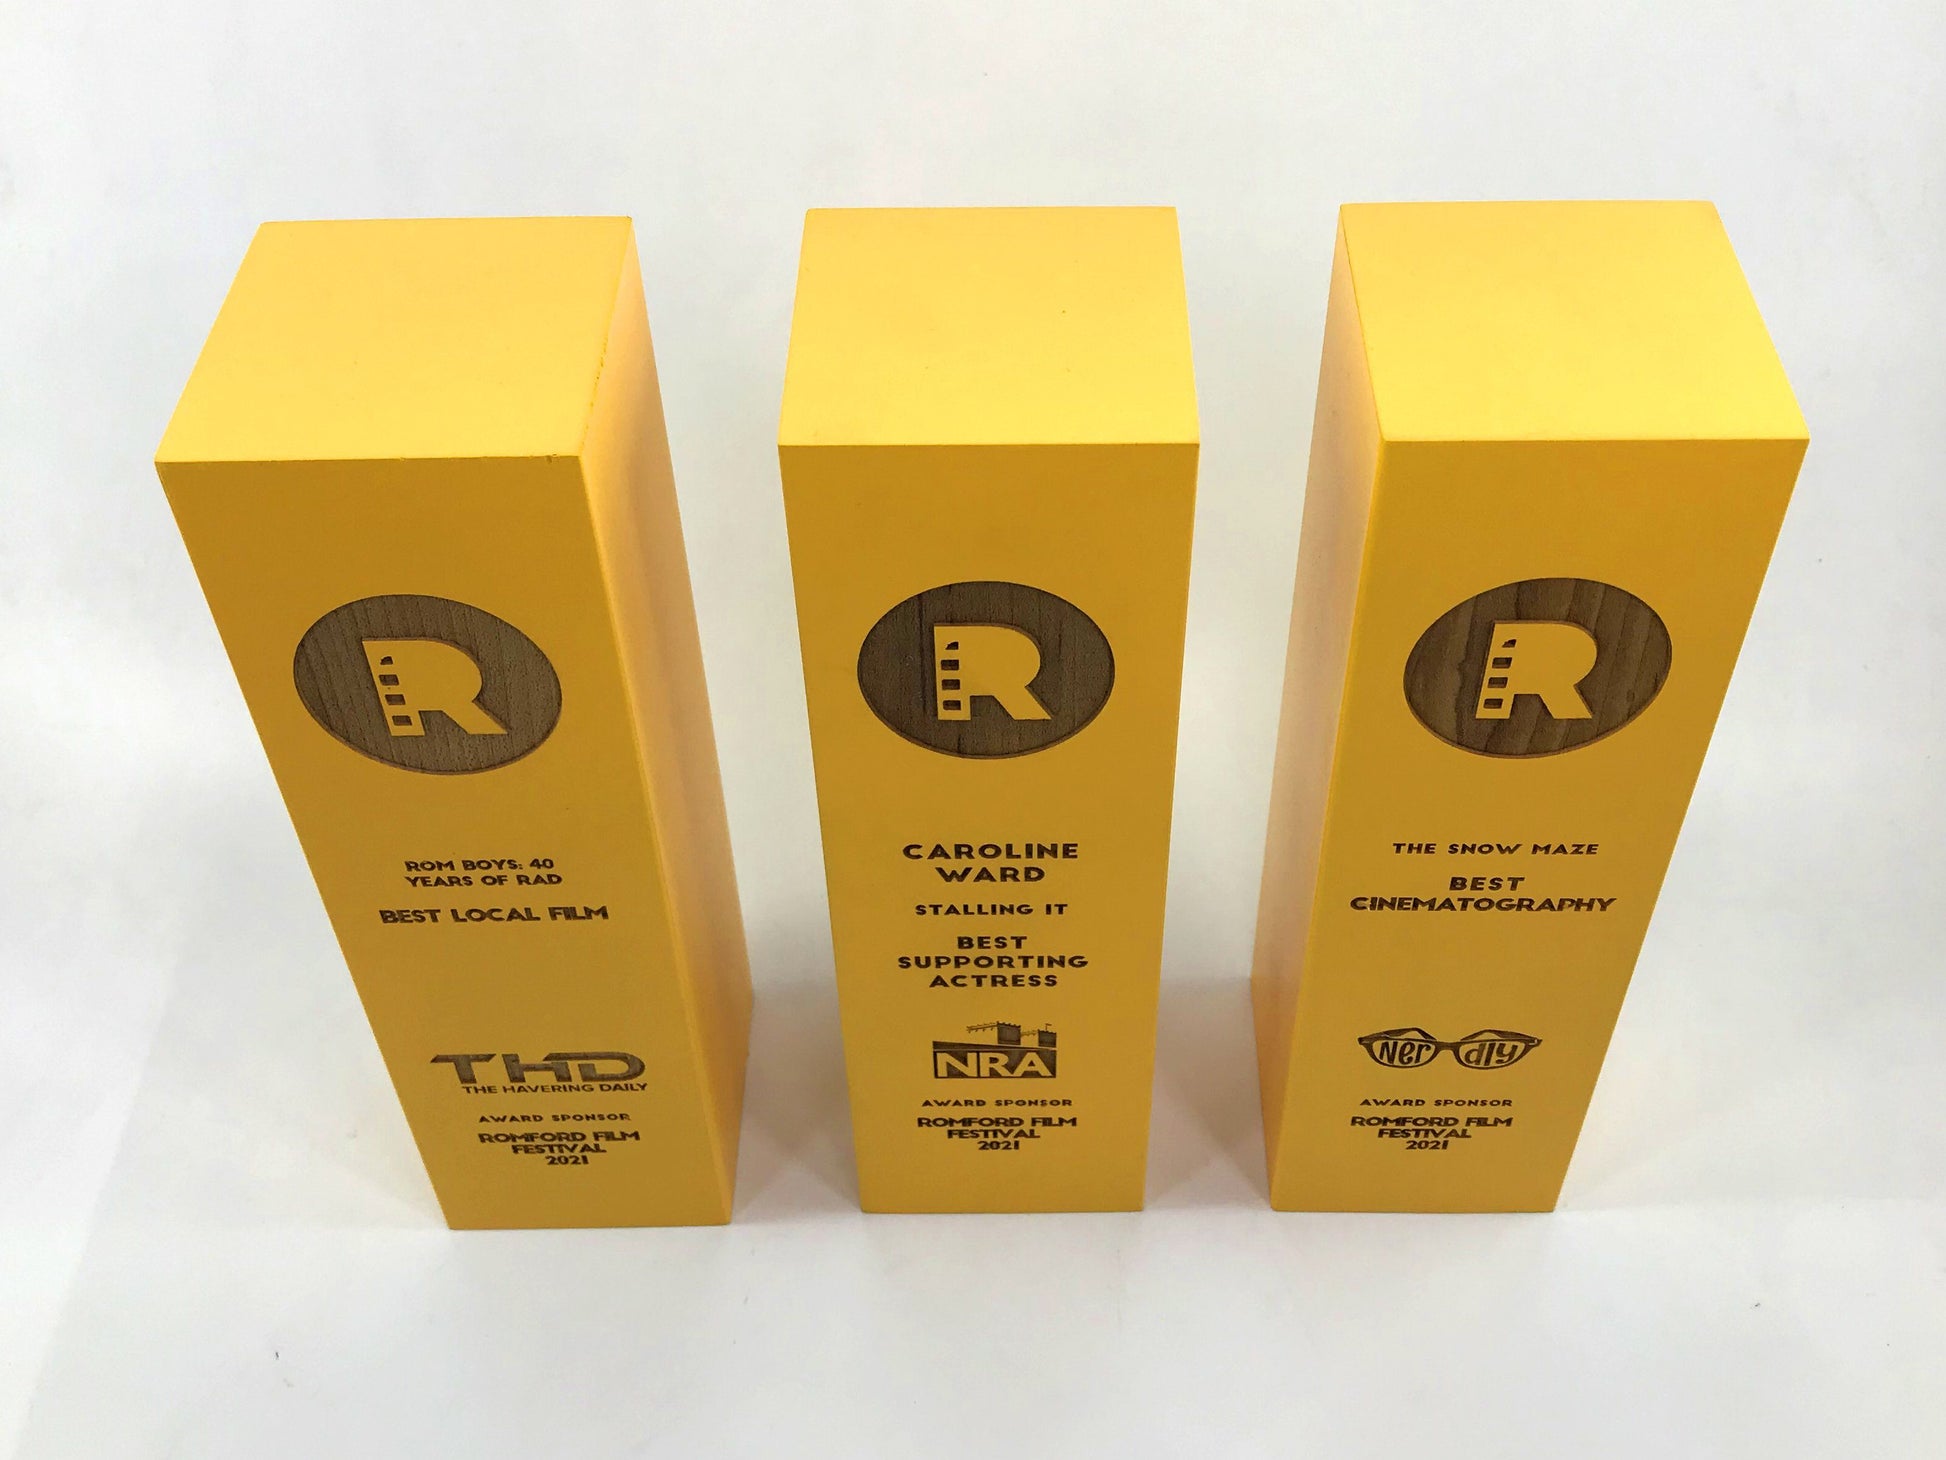 R
ROM BOYS: 40
YEARS OF RAD
BEST LOCAL FILM
THD
THE HAVERING DAILY
AWARD SPONSOR
ROMFORD FILM
FESTIVAL
2021
R
CAROLINE
WARD
STALLING IT
BEST
SUPPORTING
ACTRESS
NRA
AWARD SPONSOR
ROMFORD FILM
FESTIVAL
2021
R
THE SNOW MAZE
BEST
CINEMATOGRAPHY
Nerdly
AWARD SPONSOR
ROMFORD FILM
FESTIVAL
2021